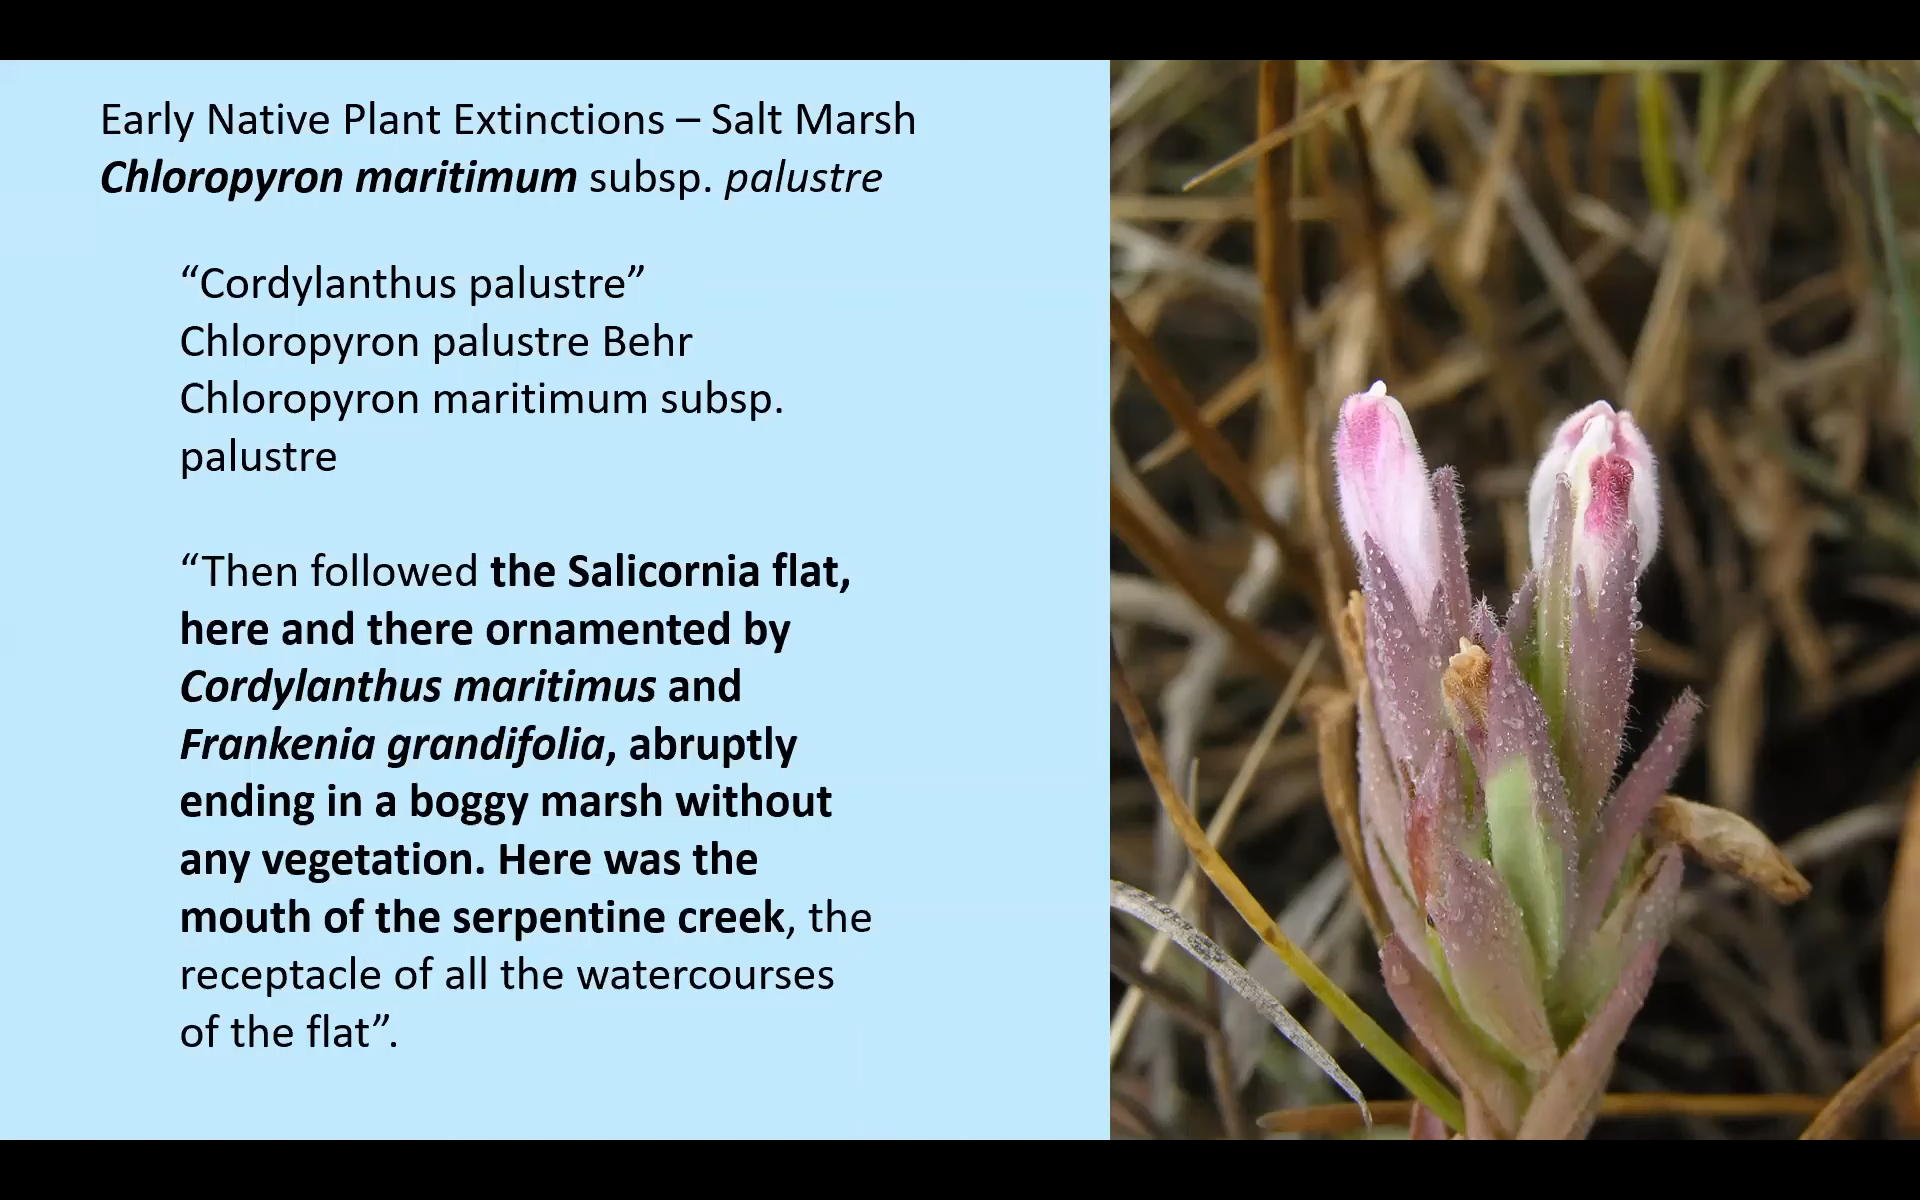 Early Native Plant Extinctions – Salt Marsh
Chloropyron maritimum subsp. palustre
“Cordylanthus palustre”
Chloropyron palustre Behr
Chloropyron maritimum subsp.
palustre
“Then followed the Salicornia flat,
here and there ornamented by
Cordylanthus maritimus and
Frankenia grandifolia, abruptly
ending in a boggy marsh without
any vegetation. Here was the
mouth of the serpentine creek, the
receptacle of all the watercourses
of the flat”.